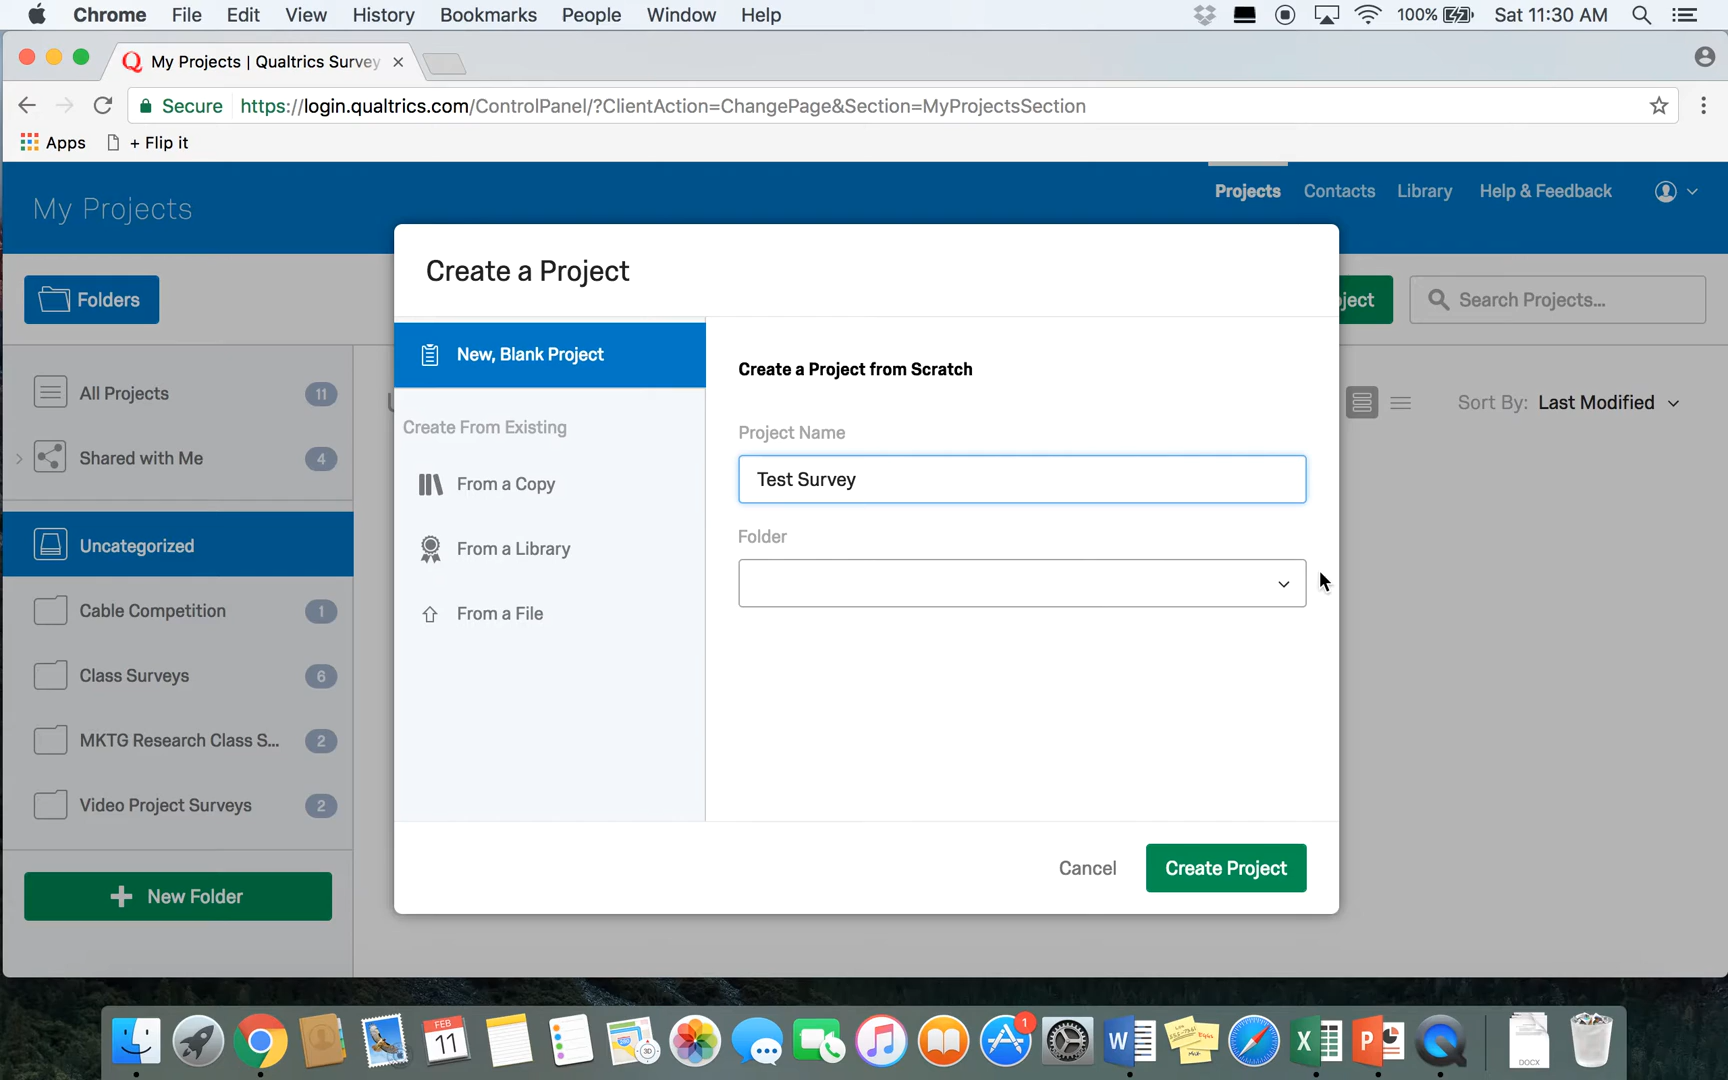 Chrome File Edit View History Bookmarks People Window Help 100% Sat 11:30 AM
My Projects | Qualtrics Survey
Secure https://login.qualtrics.com/ControlPanel/?ClientAction=ChangePage&Section=MyProjectsSection
Apps + Flip it
My Projects Projects Contacts Library Help & Feedback
Create a Project
Folders ject Search Projects...
New, Blank Project
Create a Project from Scratch
All Projects 11
Sort By: Last Modified
Create From Existing
Project Name
Shared with Me 4
Test Survey
From a Copy
Folder
Uncategorized
From a Library
Cable Competition 1
From a File
Class Surveys 6
MKTG Research Class S... 2
Video Project Surveys 2
Cancel Create Project
New Folder
FEB
11
3D
1
W
X
P
DOCX